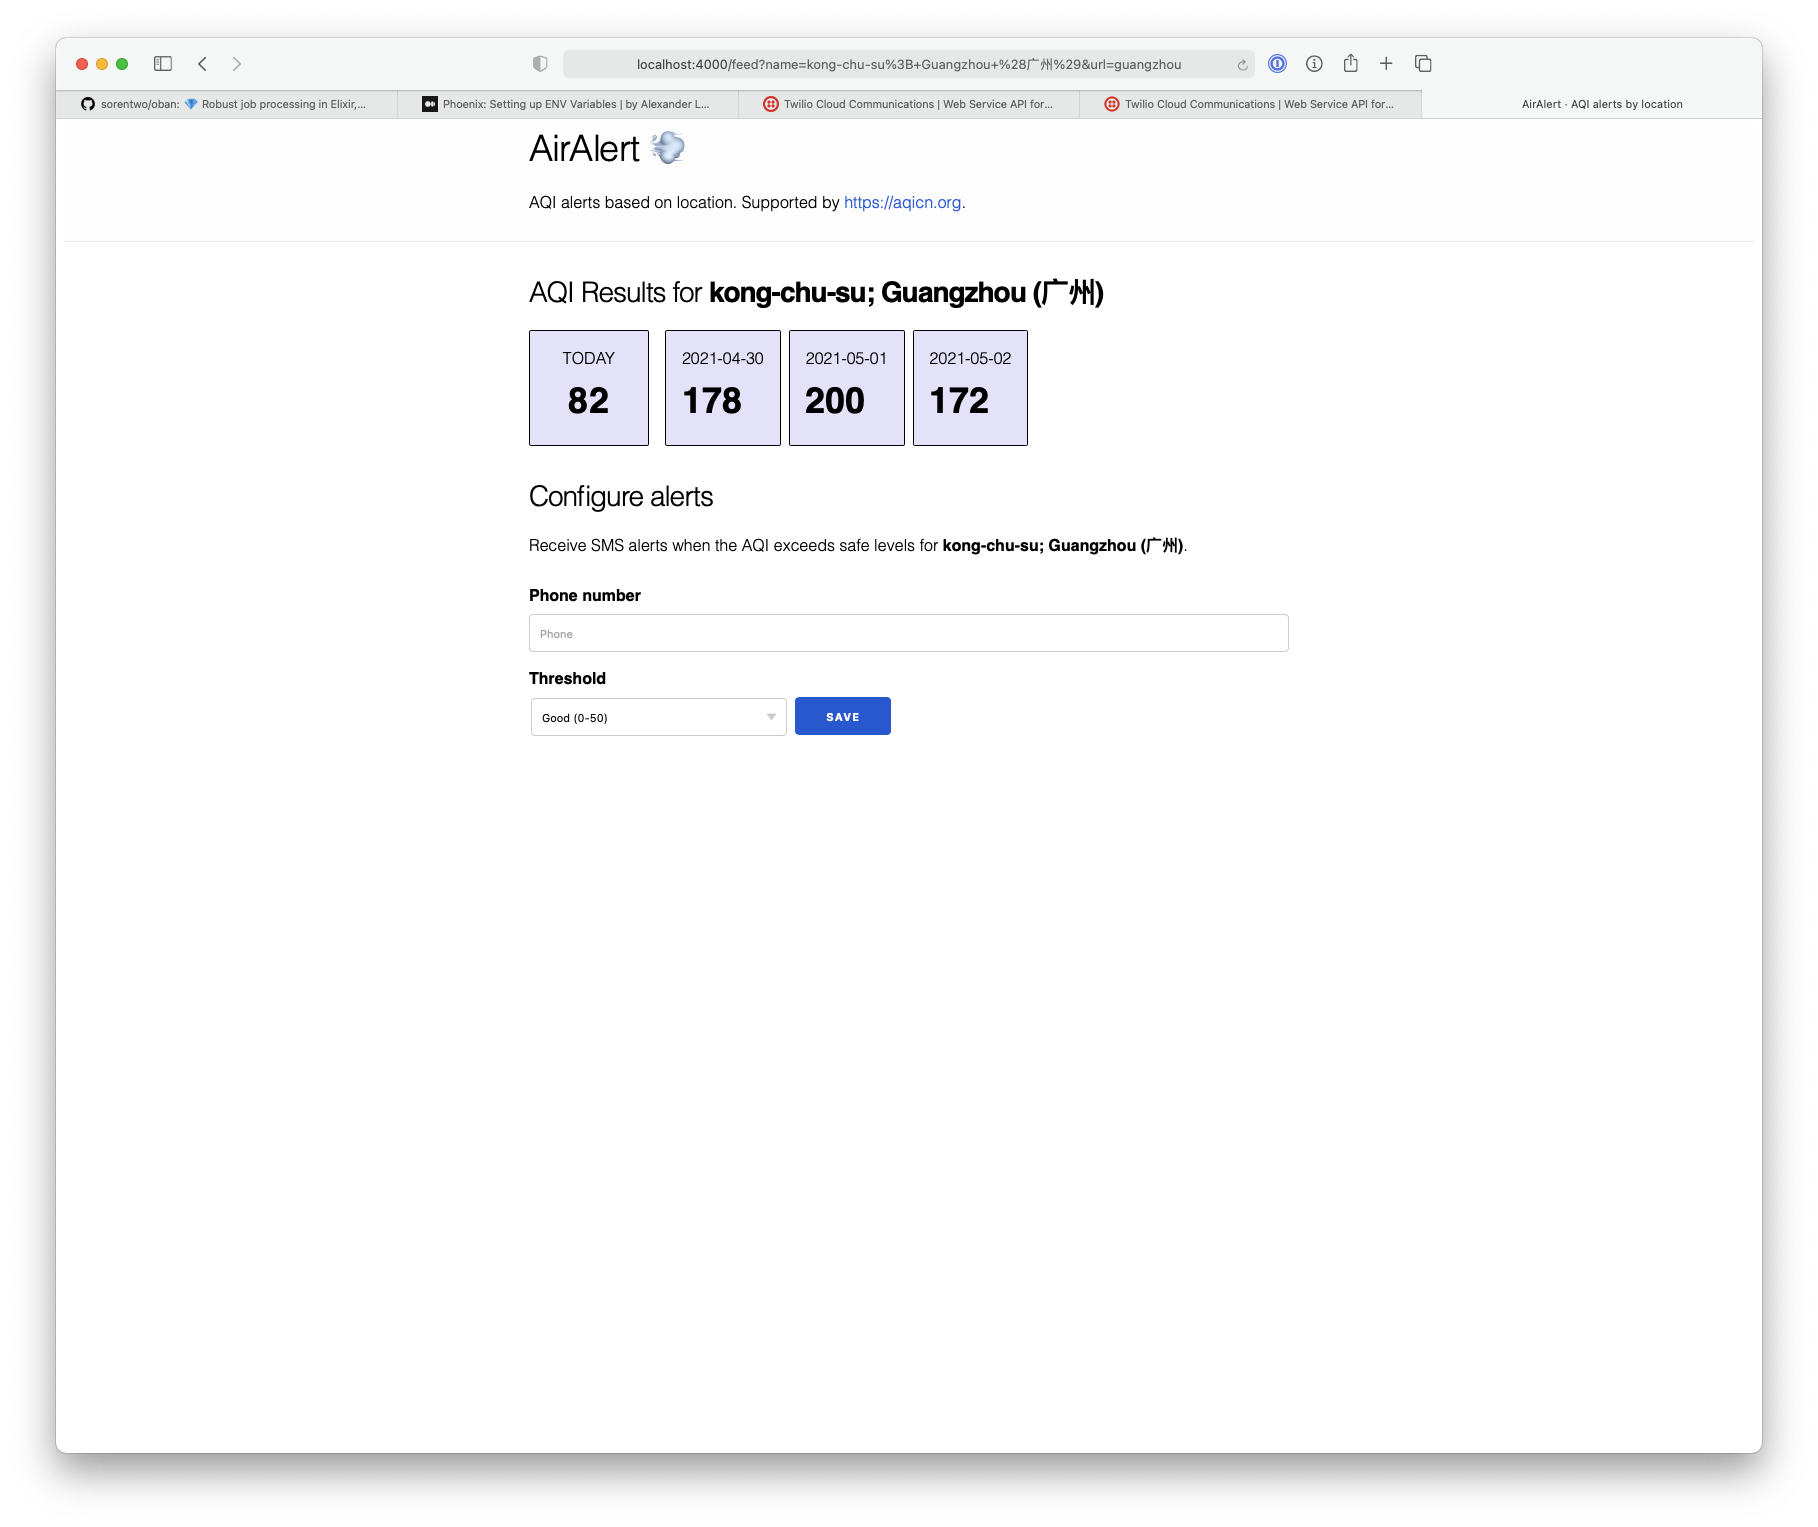 localhost:4000/feed?name=kong-chu-su%3B+Guangzhou+%28广州%29&url=guangzhou
sorentwo/oban: 💎 Robust job processing in Elixir,...
Phoenix: Setting up ENV Variables | by Alexander L...
Twilio Cloud Communications | Web Service API for...
Twilio Cloud Communications | Web Service API for...
AirAlert · AQI alerts by location
AirAlert 💨
AQI alerts based on location. Supported by https://aqicn.org.
AQI Results for kong-chu-su; Guangzhou (广州)
TODAY
82
2021-04-30
178
2021-05-01
200
2021-05-02
172
Configure alerts
Receive SMS alerts when the AQI exceeds safe levels for kong-chu-su; Guangzhou (广州).
Phone number
Phone
Threshold
Good (0-50)
SAVE